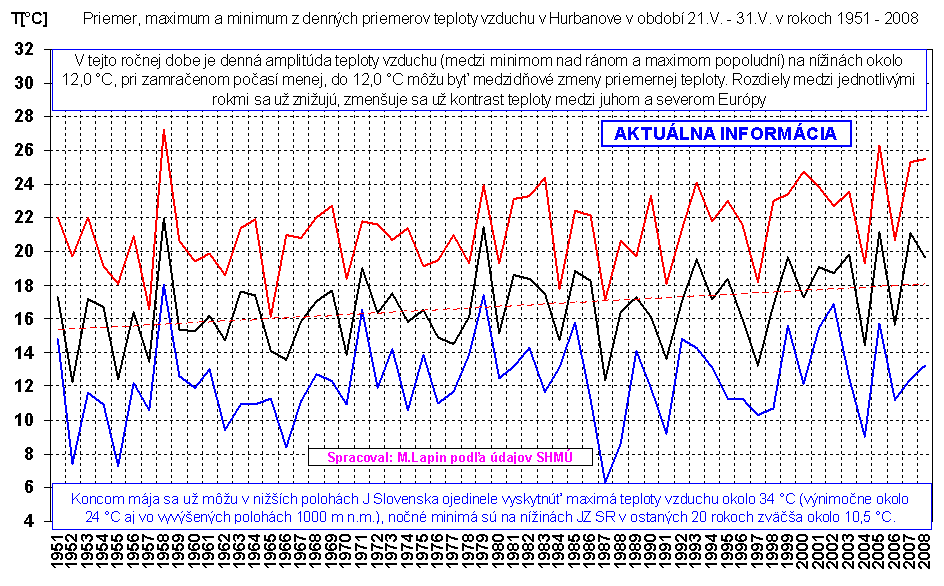 T[°C]
Priemer, maximum a minimum z denných priemerov teploty vzduchu v Hurbanove v období 21.V. - 31.V. v rokoch 1951 - 2008
32
V tejto ročnej dobe je denná amplitúda teploty vzduchu (medzi minimom nad ránom a maximom popoludní) na nížinách okolo
12,0 °C, pri zamračenom počasí menej, do 12,0 °C môžu byť medzidňové zmeny priemernej teploty. Rozdiely medzi jednotlivými
rokmi sa už znižujú, zmenšuje sa už kontrast teploty medzi juhom a severom Európy
30
28
AKTUÁLNA INFORMÁCIA
26
24
22
20
18
16
14
12
10
8
Spracoval: M.Lapin podľa údajov SHMÚ
6
Koncom mája sa už môžu v nižších polohách J Slovenska ojedinele vyskytnúť maximá teploty vzduchu okolo 34 °C (výnimočne okolo
24 °C aj vo vyvýšených polohách 1000 m n.m.), nočné minimá sú na nížinách JZ SR v ostaných 20 rokoch zväčša okolo 10,5 °C.
4
1951 1952 1953 1954 1955 1956 1957 1958 1959 1960 1961 1962 1963 1964 1965 1966 1967 1968 1969 1970 1971 1972 1973 1974 1975 1976 1977 1978 1979 1980 1981 1982 1983 1984 1985 1986 1987 1988 1989 1990 1991 1992 1993 1994 1995 1996 1997 1998 1999 2000 2001 2002 2003 2004 2005 2006 2007 2008